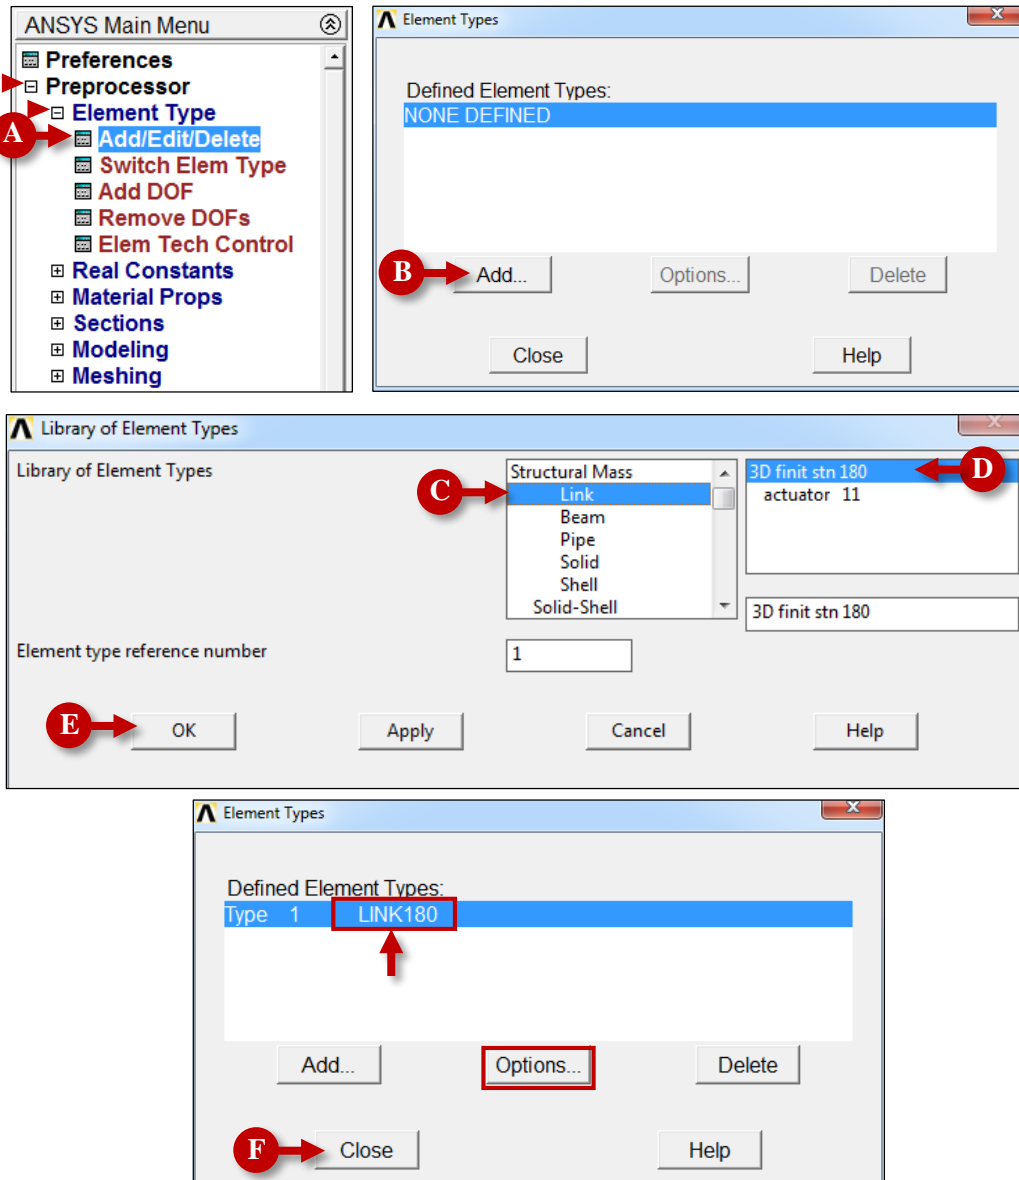 ANSYS Main Menu
Preferences
Preprocessor
Element Type
A
Add/Edit/Delete
Switch Elem Type
Add DOF
Remove DOFs
Elem Tech Control
Real Constants
Material Props
Sections
Modeling
Meshing
Element Types
Defined Element Types:
NONE DEFINED
B
Add... Options... Delete
Close Help
Library of Element Types
Library of Element Types
Structural Mass
C
Link
Beam
Pipe
Solid
Shell
Solid-Shell
3D finit stn 180
D
actuator 11
3D finit stn 180
Element type reference number
1
E
OK Apply Cancel Help
Element Types
Defined Element Types:
Type 1 LINK180
Add... Options... Delete
F
Close Help